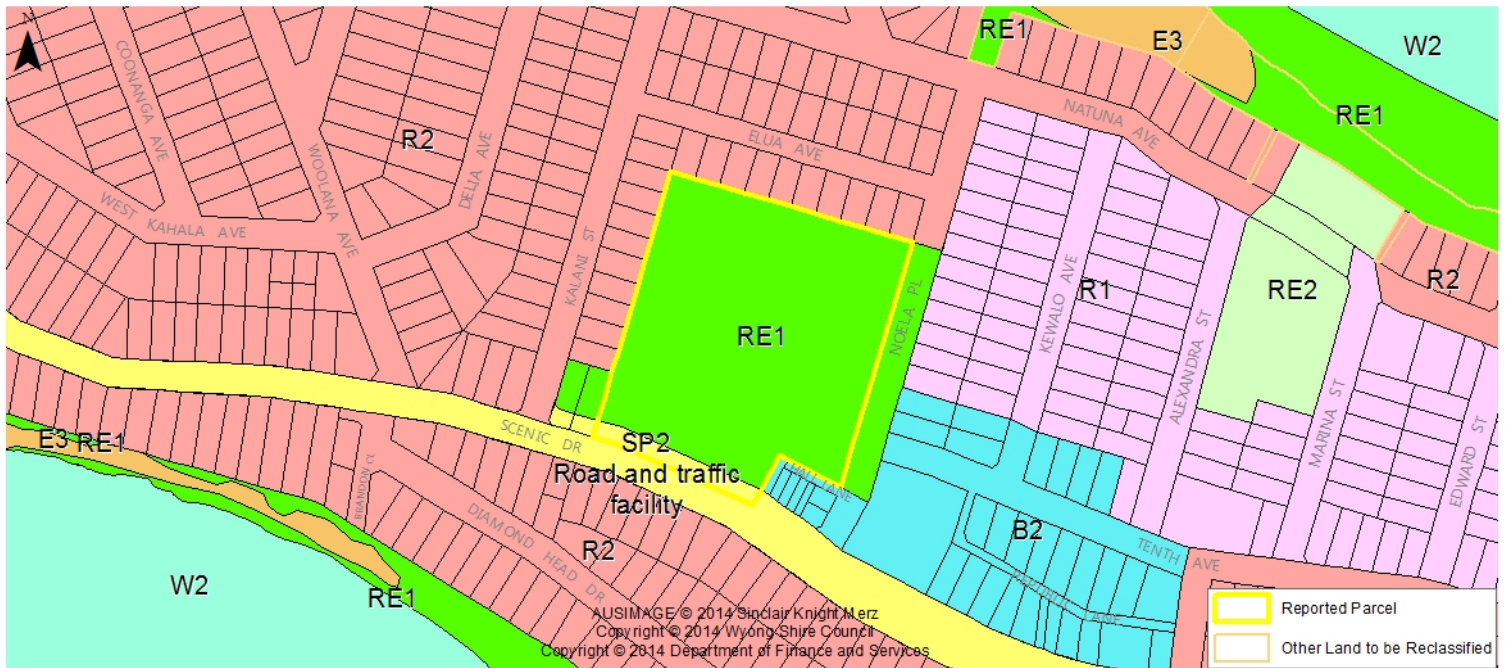 N
COONANGA AVE
RE1
E3
W2
R2
WOOLANA AVE
DELIA AVE
ELUA AVE
NATUNA AVE
RE1
WEST KAHALA AVE
KALANI ST
RE1
NOELA PL
KEWALO AVE
R1
ALEXANDRA ST
RE2
R2
MARINA ST
EDWARD ST
E3 RE1
SCENIC DR
SP2
Road and traffic
facility
HALL LANE
BRANDON CL
DIAMOND HEAD DR
R2
B2
TENTH AVE
LANE
W2
RE1
AUSIMAGE © 2014 Sinclair Knight Merz
Copyright © 2014 Wyong Shire Council
Copyright © 2014 Department of Finance and Services
Reported Parcel
Other Land to be Reclassified